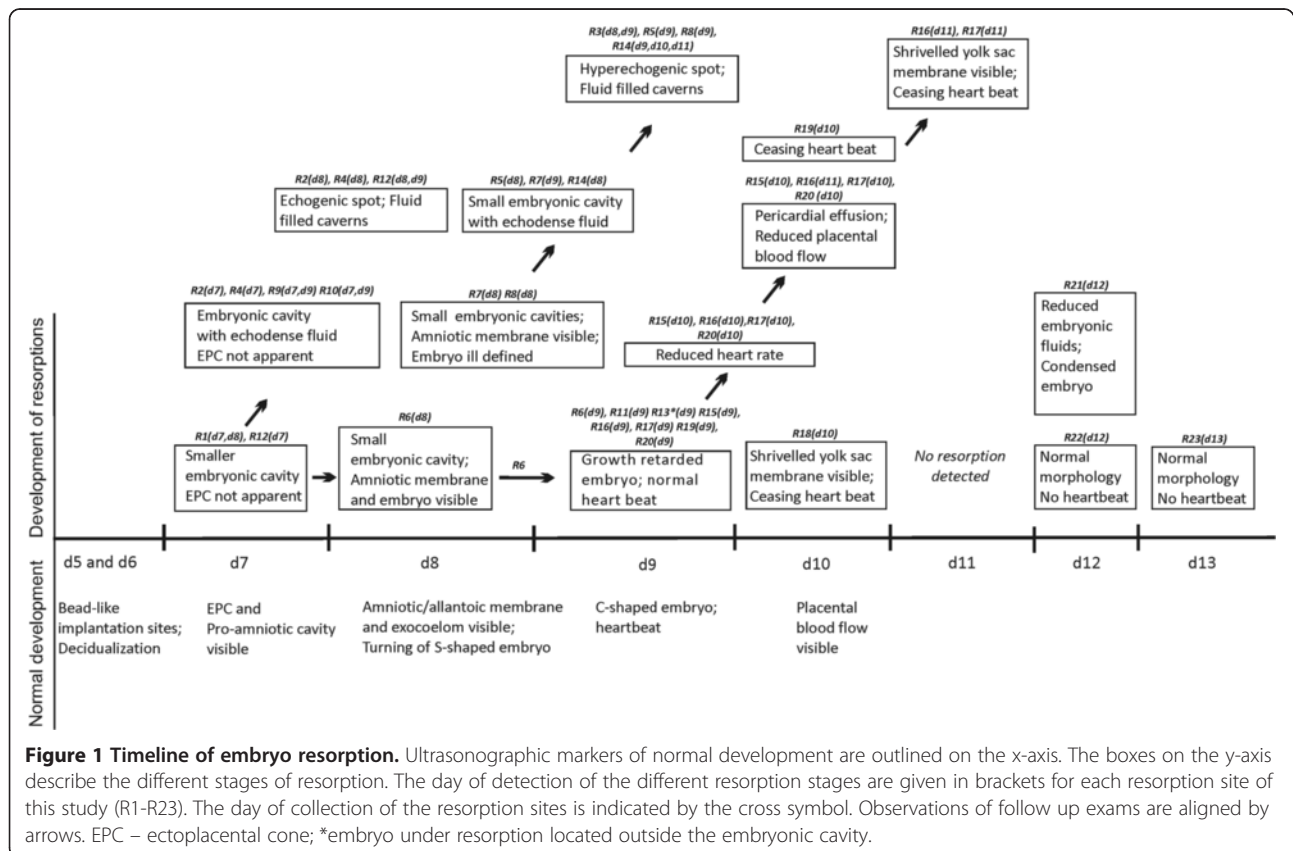 R3(d8,d9), R5(d9), R8(d9),
R14(d9,d10,d11)
Hyperechogenic spot;
Fluid filled caverns
R16(d11), R17(d11)
Shrivelled yolk sac
membrane visible;
Ceasing heart beat
R19(d10)
Ceasing heart beat
R2(d8), R4(d8), R12(d8,d9)
Echogenic spot; Fluid
filled caverns
R5(d8), R7(d9), R14(d8)
Small embryonic cavity
with echodense fluid
R15(d10), R16(d11), R17(d10),
R20 (d10)
Pericardial effusion;
Reduced placental
blood flow
R2(d7), R4(d7), R9(d7,d9) R10(d7,d9)
Embryonic cavity
with echodense fluid
EPC not apparent
R7(d8) R8(d8)
Small embryonic cavities;
Amniotic membrane visible;
Embryo ill defined
R15(d10), R16(d10),R17(d10),
R20(d10)
Reduced heart rate
R21(d12)
Reduced
embryonic
fluids;
Condensed
embryo
Development of resorptions
R1(d7,d8), R12(d7)
Smaller
embryonic cavity
EPC not apparent
R6(d8)
Small
embryonic cavity;
Amniotic membrane
and embryo visible
R6
R6(d9), R11(d9) R13*(d9) R15(d9),
R16(d9), R17(d9) R19(d9),
R20(d9)
Growth retarded
embryo; normal
heart beat
R18(d10)
Shrivelled yolk sac
membrane visible;
Ceasing heart beat
No resorption
detected
R22(d12)
Normal
morphology
No heartbeat
R23(d13)
Normal
morphology
No heartbeat
Normal development
d5 and d6
d7
d8
d9
d10
d11
d12
d13
Bead-like
implantation sites;
Decidualization
EPC and
Pro-amniotic cavity
visible
Amniotic/allantoic membrane
and exocoelom visible;
Turning of S-shaped embryo
C-shaped embryo;
heartbeat
Placental
blood flow
visible
Figure 1 Timeline of embryo resorption. Ultrasonographic markers of normal development are outlined on the x-axis. The boxes on the y-axis
describe the different stages of resorption. The day of detection of the different resorption stages are given in brackets for each resorption site of
this study (R1-R23). The day of collection of the resorption sites is indicated by the cross symbol. Observations of follow up exams are aligned by
arrows. EPC – ectoplacental cone; *embryo under resorption located outside the embryonic cavity.